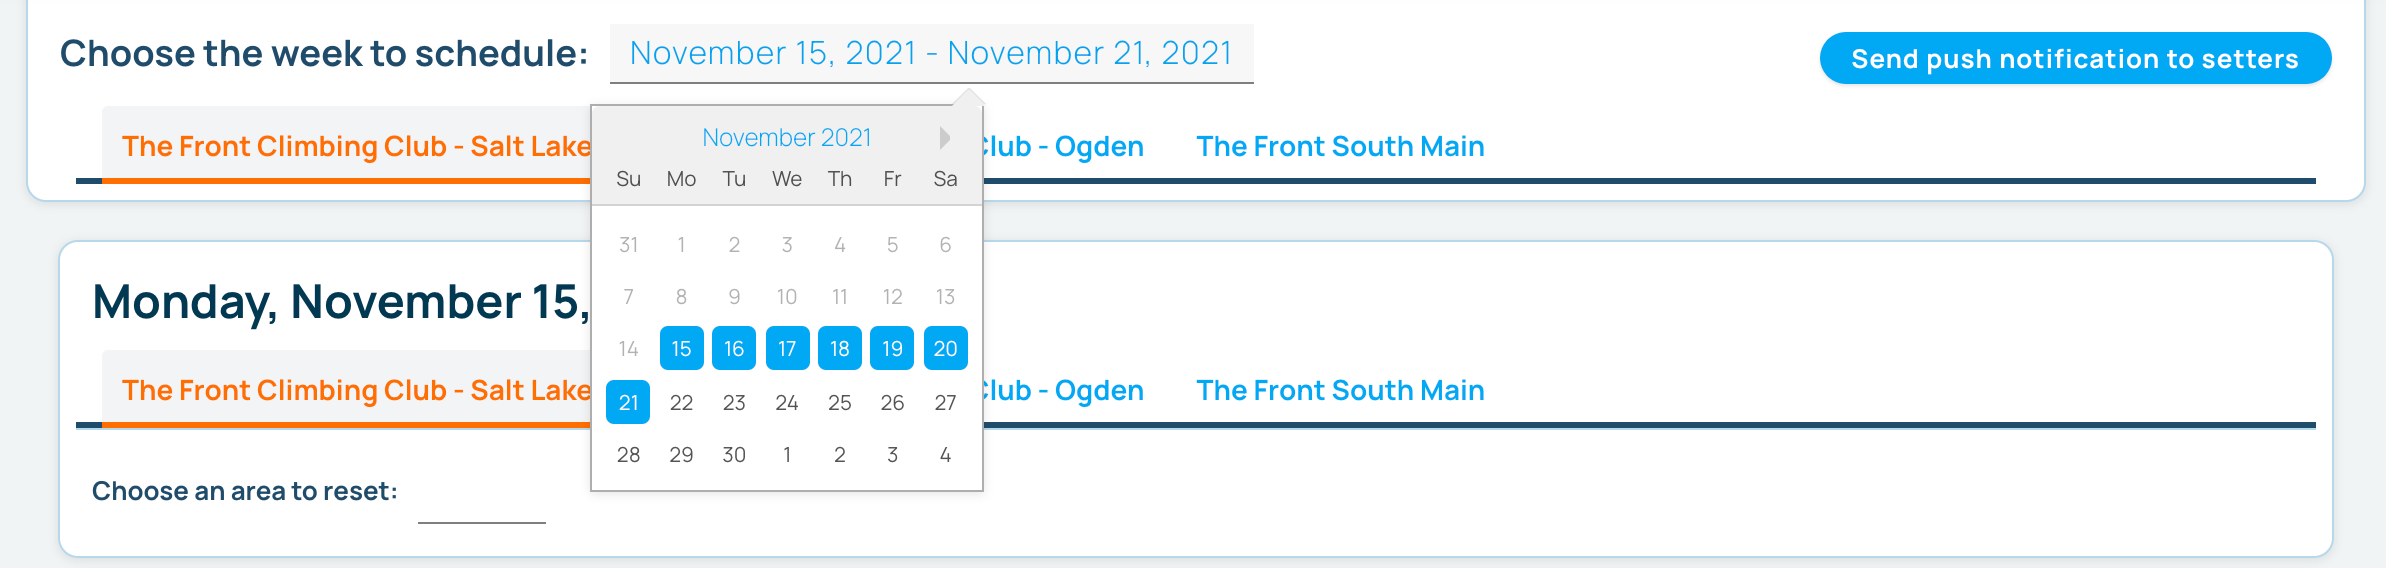 Choose the week to schedule: November 15, 2021 - November 21, 2021 Send push notification to setters
The Front Climbing Club - Salt Lake Club - Ogden The Front South Main
November 2021
Su Mo Tu We Th Fr Sa
31 1 2 3 4 5 6
7 8 9 10 11 12 13
14 15 16 17 18 19 20
21 22 23 24 25 26 27
28 29 30 1 2 3 4
Monday, November 15,
The Front Climbing Club - Salt Lake Club - Ogden The Front South Main
Choose an area to reset: